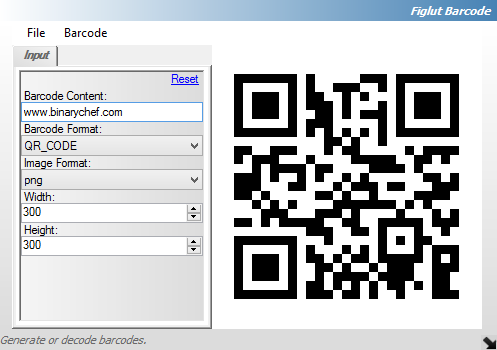 Figlut Barcode
File Barcode
Input
Reset
Barcode Content:
www.binarychef.com
Barcode Format:
QR_CODE
Image Format:
png
Width:
300
Height:
300
Generate or decode barcodes.